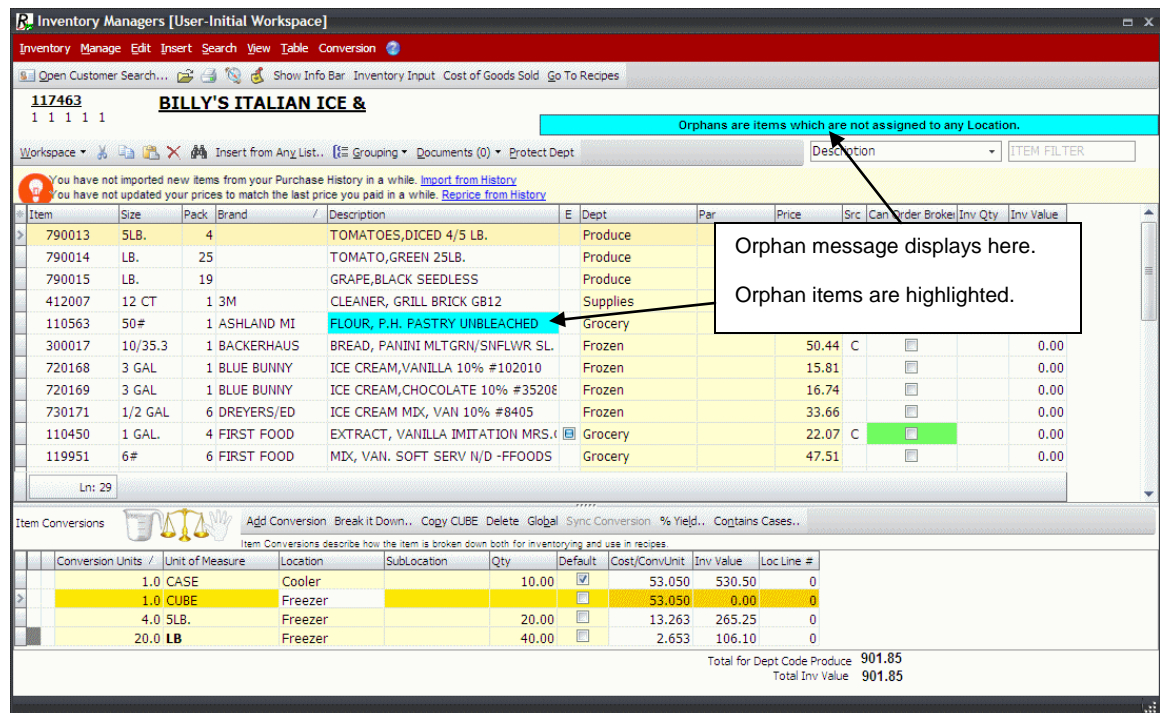 Inventory Managers [User-Initial Workspace]
Inventory Manage Edit Insert Search View Table Conversion
Open Customer Search... Show Info Bar Inventory Input Cost of Goods Sold Go To Recipes
117463 BILLY'S ITALIAN ICE &
1 1 1 1 1
Orphans are items which are not assigned to any Location.
Workspace Insert from Any List.. Grouping Documents (0) Protect Dept Description ITEM FILTER
You have not imported new items from your Purchase History in a while. Import from History
You have not updated your prices to match the last price you paid in a while. Reprice from History
Item Size Pack Brand / Description E Dept Par Price Src Can Order Broker Inv Qty Inv Value
790013 5LB. 4 TOMATOES,DICED 4/5 LB. Produce
790014 LB. 25 TOMATO,GREEN 25LB. Produce
790015 LB. 19 GRAPE,BLACK SEEDLESS Produce
412007 12 CT 1 3M CLEANER, GRILL BRICK GB12 Supplies
110563 50# 1 ASHLAND MI FLOUR, P.H. PASTRY UNBLEACHED Grocery
Orphan message displays here.
Orphan items are highlighted.
300017 10/35.3 1 BACKERHAUS BREAD, PANINI MLTGRN/SNFLWR SL. Frozen 50.44 C 0.00
720168 3 GAL 1 BLUE BUNNY ICE CREAM,VANILLA 10% #102010 Frozen 15.81 0.00
720169 3 GAL 1 BLUE BUNNY ICE CREAM,CHOCOLATE 10% #35208 Frozen 16.74 0.00
730171 1/2 GAL 6 DREYERS/ED ICE CREAM MIX, VAN 10% #8405 Frozen 33.66 0.00
110450 1 GAL. 4 FIRST FOOD EXTRACT, VANILLA IMITATION MRS.( Grocery 22.07 C 0.00
119951 6# 6 FIRST FOOD MIX, VAN. SOFT SERV N/D -FFOODS Grocery 47.51 0.00
Ln: 29
Item Conversions Add Conversion Break it Down.. Copy CUBE Delete Global Sync Conversion % Yield.. Contains Cases..
Item Conversions describe how the item is broken down both for inventorying and use in recipes.
Conversion Units / Unit of Measure Location SubLocation Qty Default Cost/ConvUnit Inv Value Loc Line #
1.0 CASE Cooler 10.00 53.050 530.50 0
1.0 CUBE Freezer 53.050 0.00 0
4.0 5LB. Freezer 20.00 13.263 265.25 0
20.0 LB Freezer 40.00 2.653 106.10 0
Total for Dept Code Produce 901.85
Total Inv Value 901.85